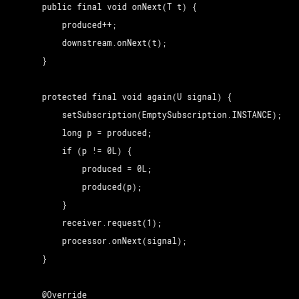 public final void onNext(T t) {
produced++;
downstream.onNext(t);
}
protected final void again(U signal) {
setSubscription(EmptySubscription.INSTANCE);
long p = produced;
if (p != 0L) {
produced = 0L;
produced(p);
}
receiver.request(1);
processor.onNext(signal);
}
@Override